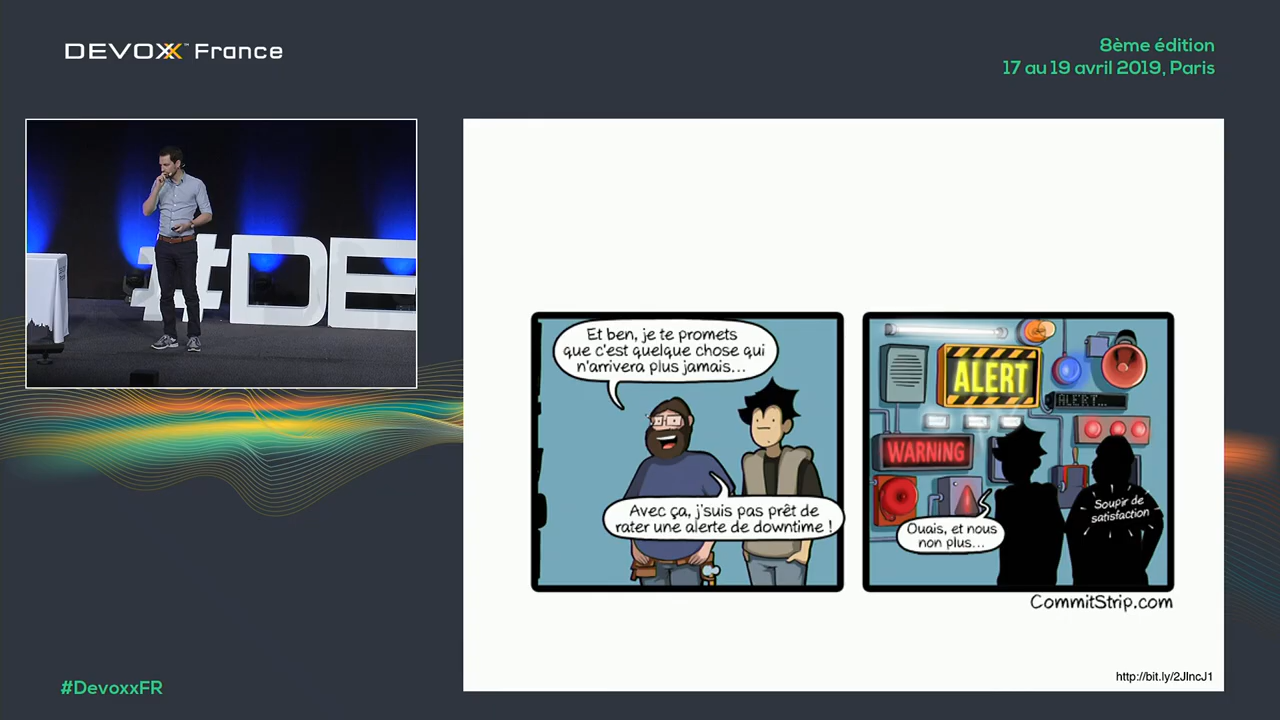 DEVOXX™ France
8ème édition
17 au 19 avril 2019, Paris
#DE
Et ben, je te promets
que c'est quelque chose qui
n'arrivera plus jamais...
Avec ça, j'suis pas prêt de
rater une alerte de downtime !
ALERT
ALERT...
WARNING
Ouais, et nous
non plus...
Soupir de
satisfaction
CommitStrip.com
http://bit.ly/2JlncJ1
#DevoxxFR